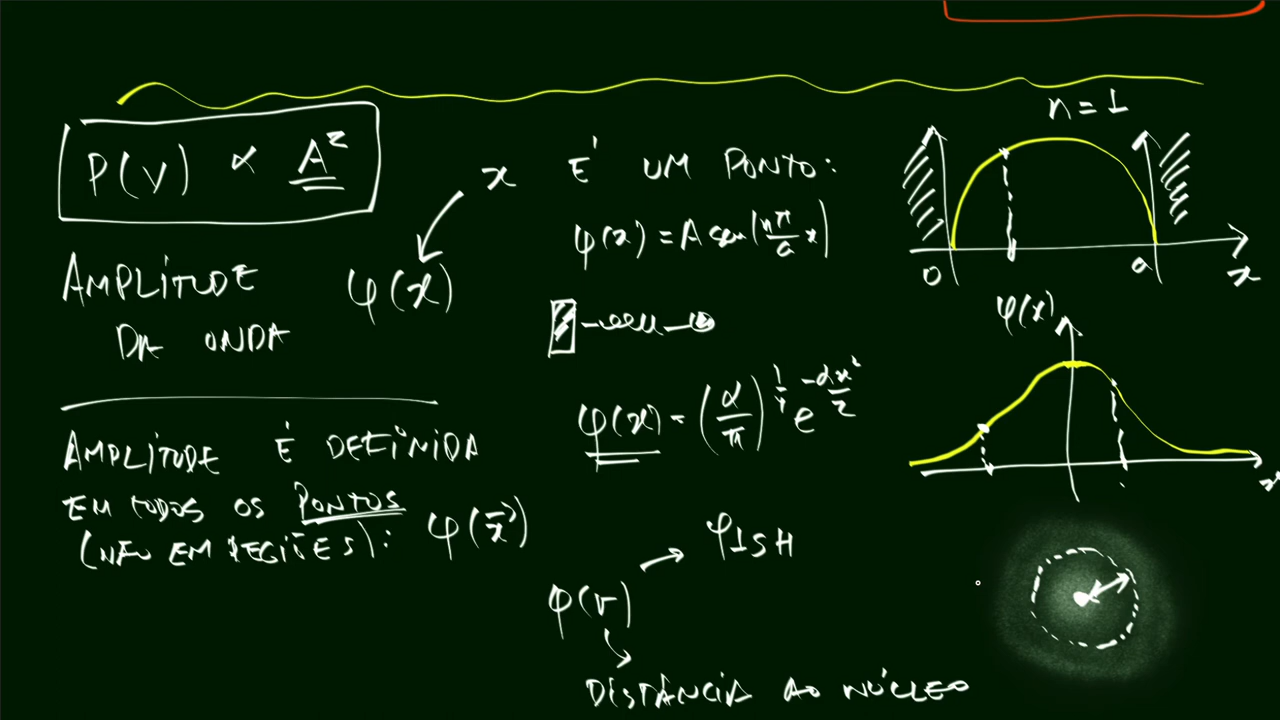 P(V) ∝ A²
AMPLITUDE
DA ONDA
φ(x)
x
AMPLITUDE É DEFINIDA
EM TODOS OS PONTOS
(NÃO EM REGIÕES): φ(x⃗)
É UM PONTO:
φ(x) = A sen(nπ/a x)
φ(x) = (α/π)^1/4 e^-αx²/2
φ1SH
φ(r)
DISTÂNCIA AO NÚCLEO
n=1
0 a x
φ(x)
x